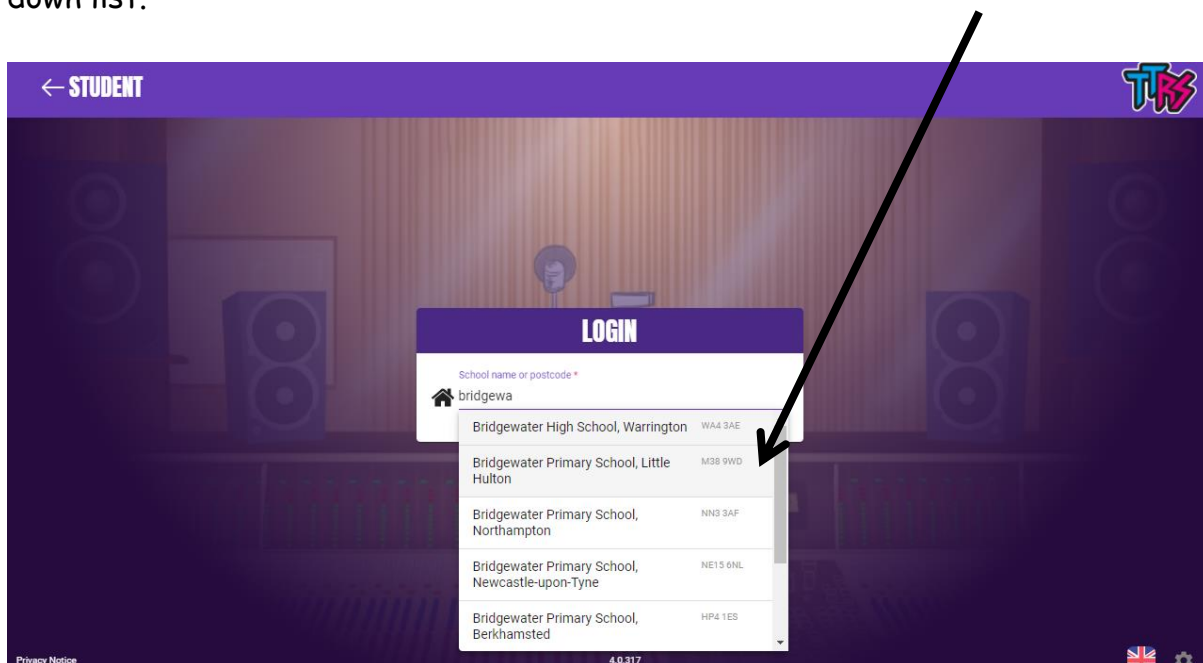 down list.
← STUDENT
TTRS
LOGIN
School name or postcode *
bridgewa
Bridgewater High School, Warrington WA4 3AE
Bridgewater Primary School, Little M38 9WD
Hulton
Bridgewater Primary School, NN3 3AF
Northampton
Bridgewater Primary School, NE15 6NL
Newcastle-upon-Tyne
Bridgewater Primary School, HP4 1ES
Berkhamsted
Privacy Notice 4.0.317